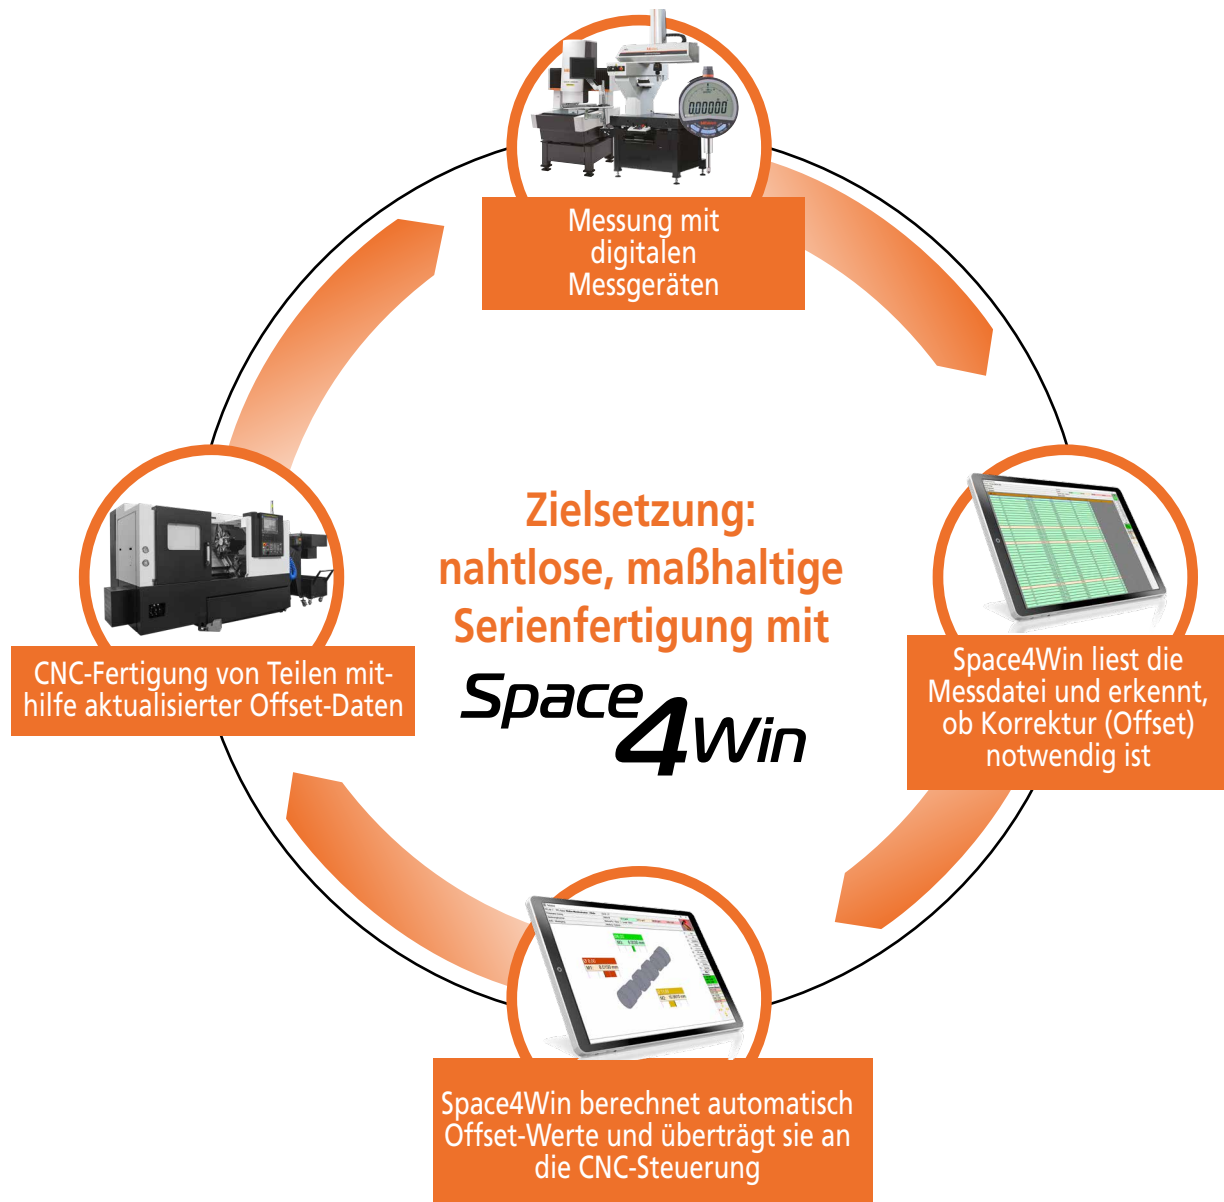 0.00000
Messung mit
digitalen
Messgeräten
Zielsetzung:
nahtlose, maßhaltige
Serienfertigung mit
Space4Win
Space4Win liest die
Messdatei und erkennt,
ob Korrektur (Offset)
notwendig ist
CNC-Fertigung von Teilen mit-
hilfe aktualisierter Offset-Daten
Space4Win berechnet automatisch
Offset-Werte und überträgt sie an
die CNC-Steuerung